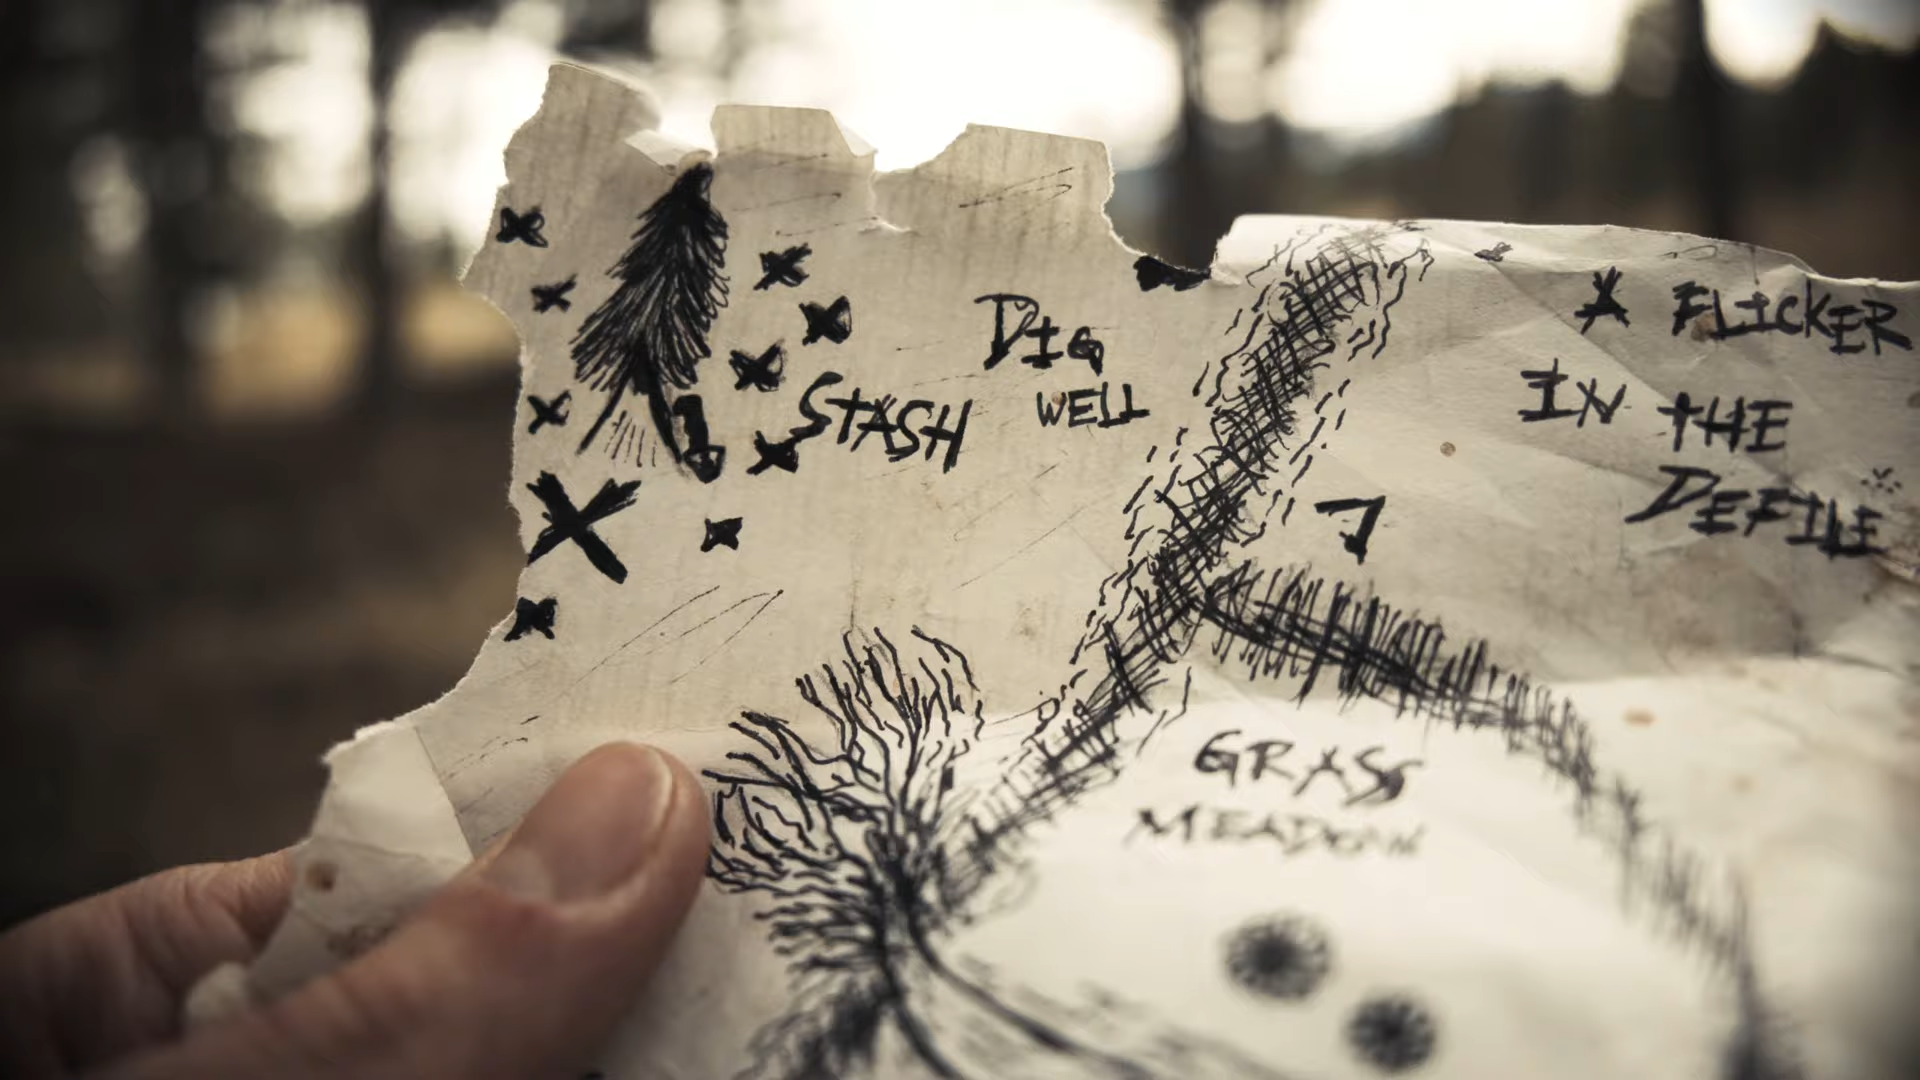 DIG
WELL
STASH
A FLICKER
IN THE
DEFILE
GRASS
MEADOW